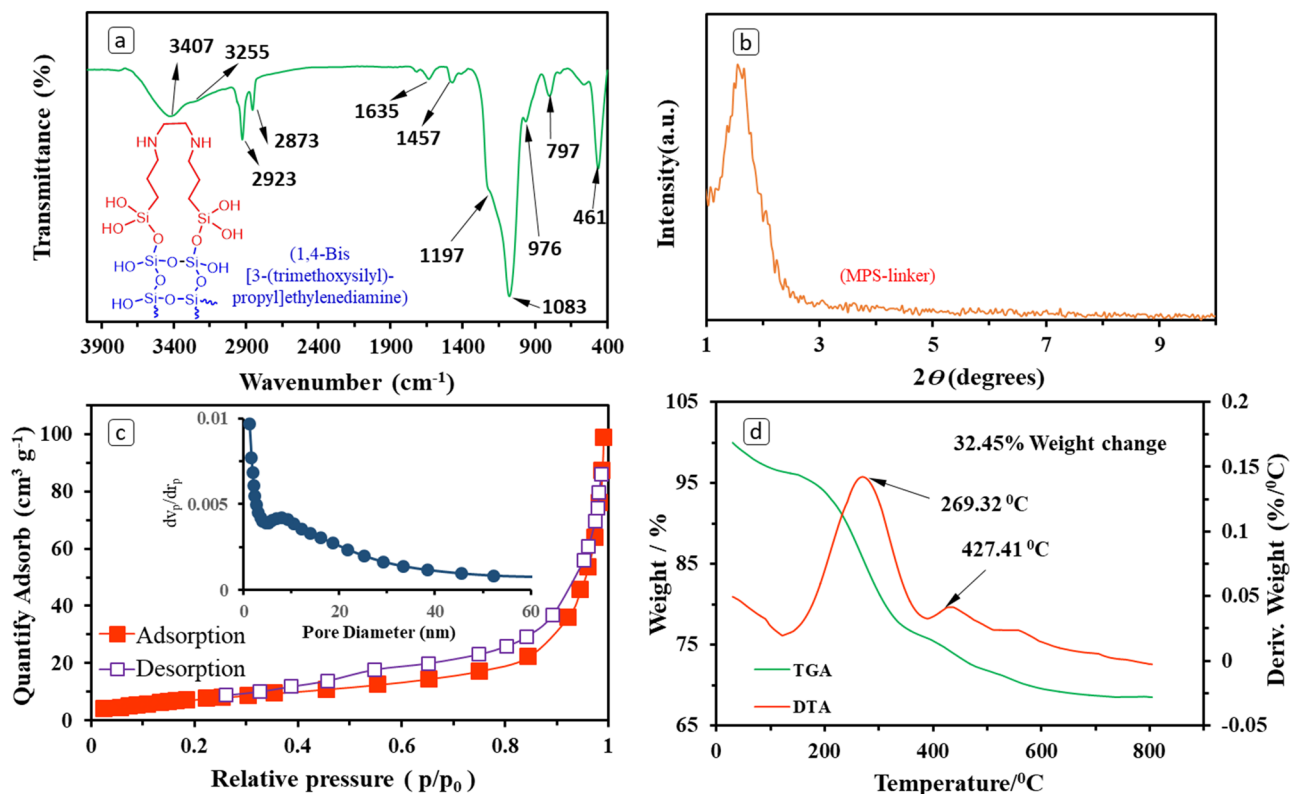 a
3407
3255
1635
1457
2873
2923
797
461
976
1197
1083
Transmittance (%)
NH HN
HO
HO
Si
O
Si
OH
OH
O
HO
Si
O
Si
OH
O
O
HO
Si
O
Si
(1,4-Bis
[3-(trimethoxysilyl)-
propyl]ethylenediamine)
3900 3400 2900 2400 1900 1400 900 400
Wavenumber (cm-1)
b
Intensity(a.u.)
(MPS-linker)
1 3 5 7 9
2Θ (degrees)
c
Quantify Adsorb (cm3 g-1)
100
80
60
40
20
0
0.01
0.005
0
dvp/drp
0 20 40 60
Pore Diameter (nm)
Adsorption
Desorption
0 0.2 0.4 0.6 0.8 1
Relative pressure ( p/p0 )
d
Weight / %
105
95
85
75
65
32.45% Weight change
269.32 0C
427.41 0C
TGA
DTA
0.2
0.15
0.1
0.05
0
-0.05
Deriv. Weight (%/0C)
0 200 400 600 800
Temperature/0C